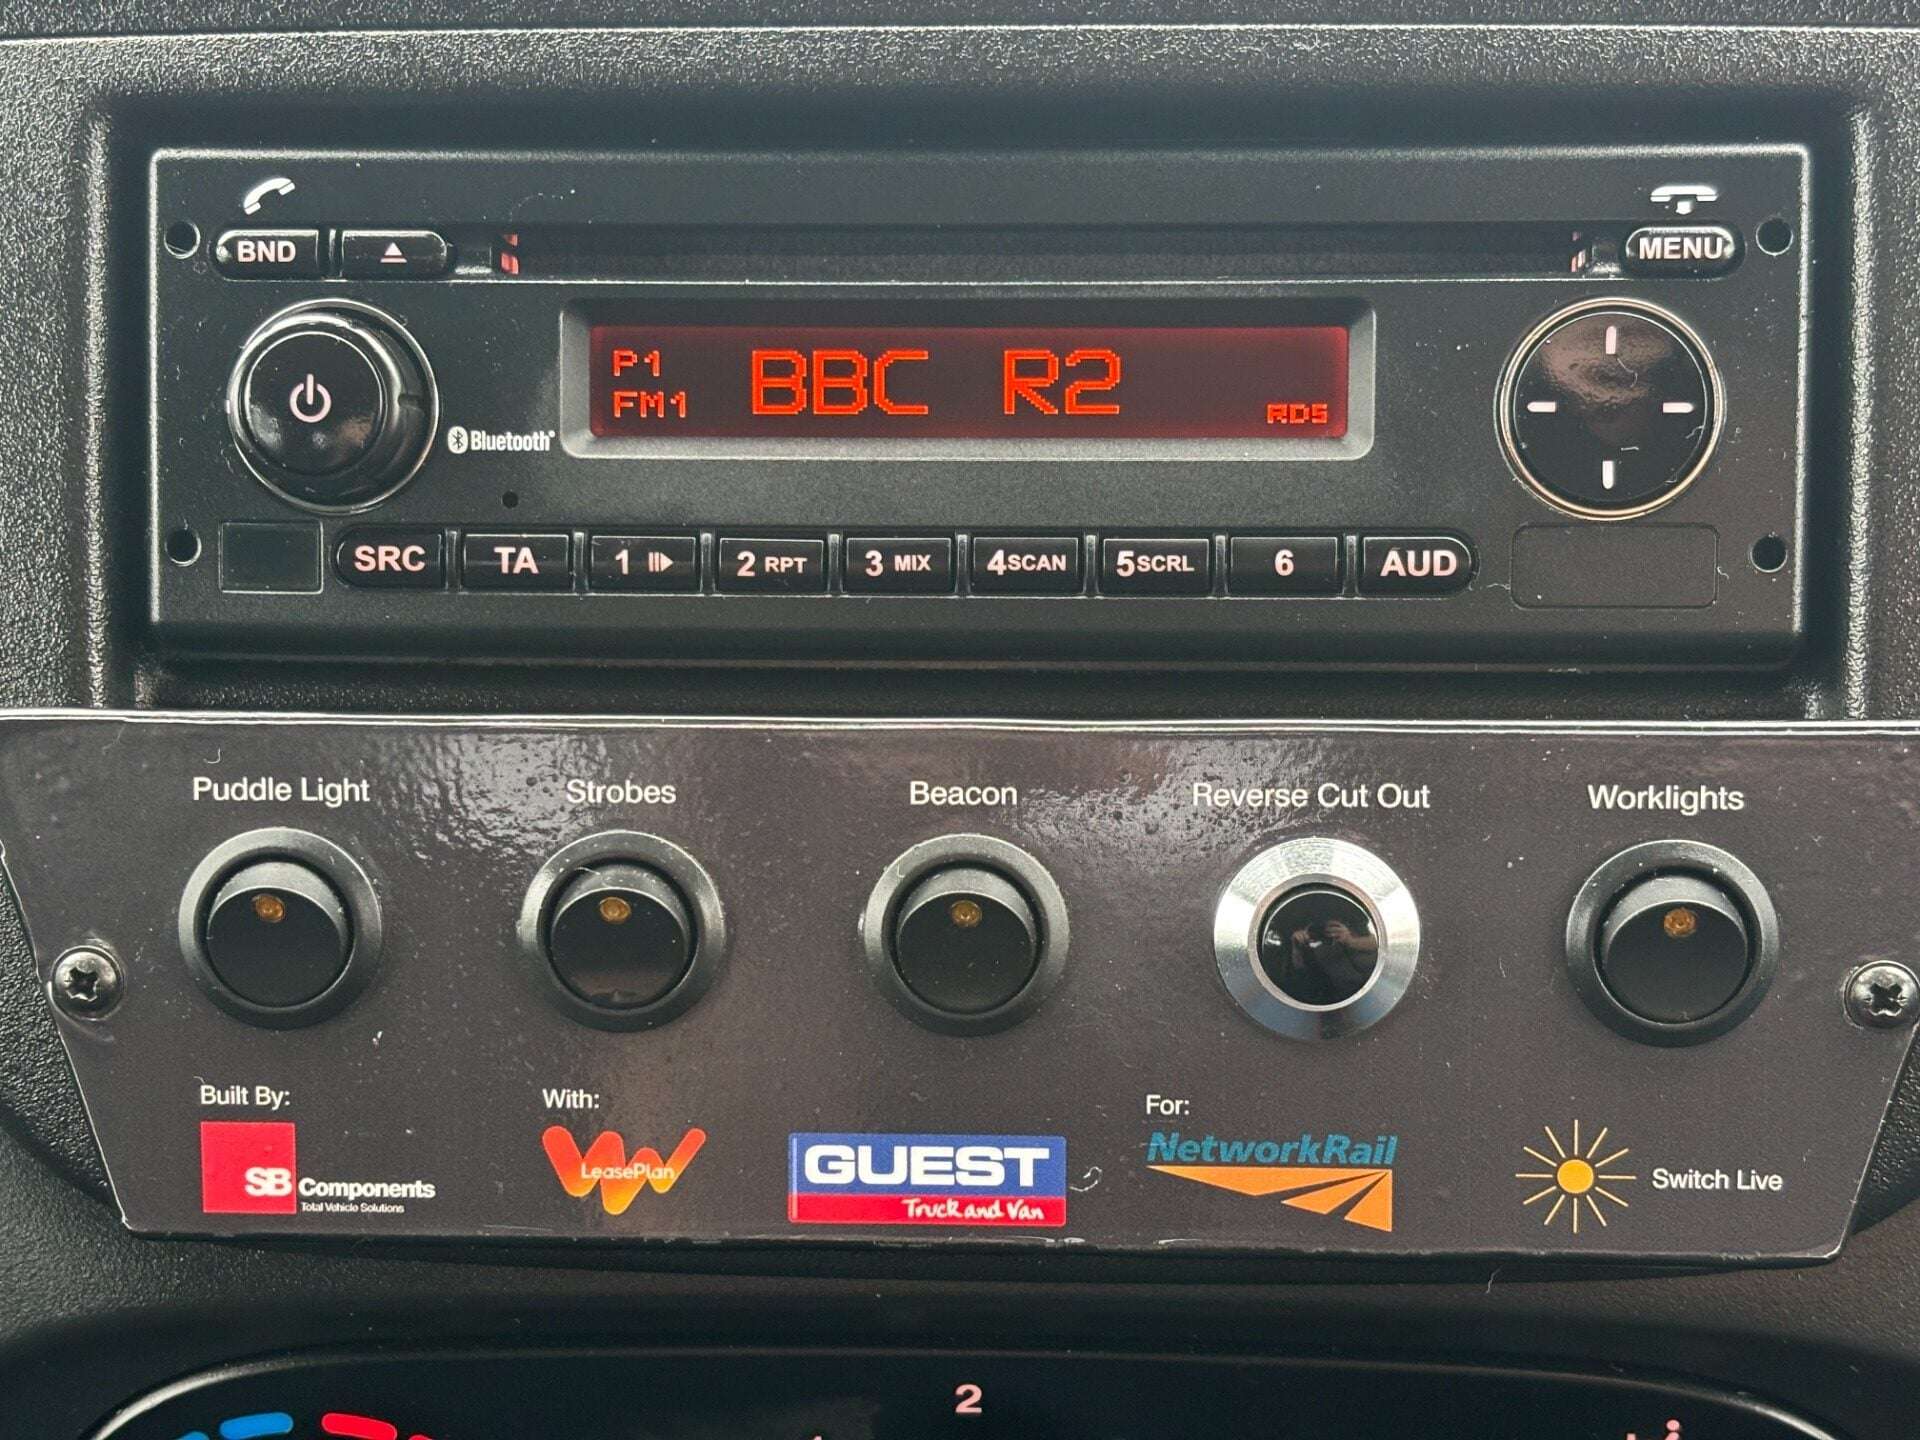 BND
MENU
P1
FM1
BBC R2
RDS
Bluetooth
SRC TA 1 2 RPT 3 MIX 4SCAN 5SCRL 6 AUD
Puddle Light Strobes Beacon Reverse Cut Out Worklights
Built By:
SB Components
Total Vehicle Solutions
With:
LeasePlan
GUEST
Truck and Van
For:
NetworkRail
Switch Live
2